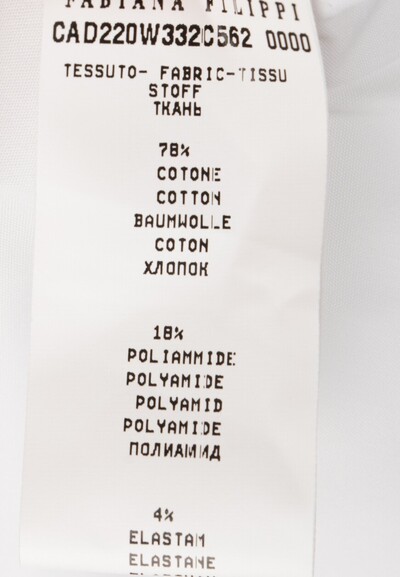 FABIANA FILIPPI
CAD220W332C562 0000
TESSUTO- FABRIC-TISSU
STOFF
ТКАНЬ
78%
COTONE
COTTON
BAUMWOLLE
COTON
ХЛОПОК
18%
POLIAMMIDE
POLYAMIDE
POLYAMID
POLYAMIDE
ПОЛИАМИД
4%
ELASTAM
ELASTANE